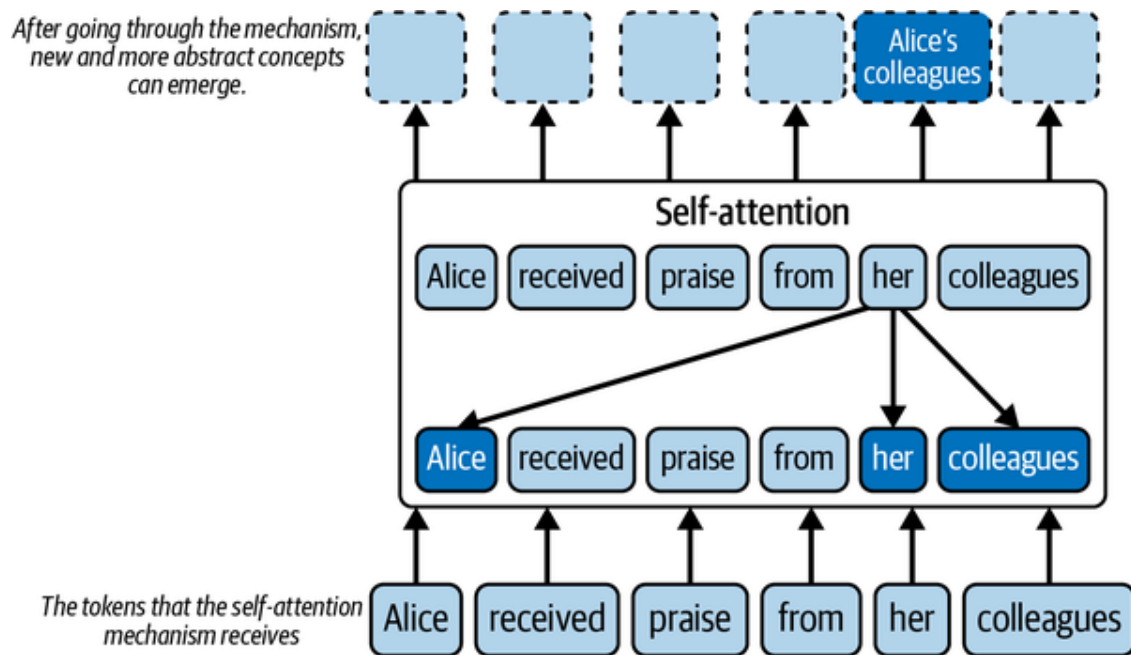 After going through the mechanism,
new and more abstract concepts
can emerge.
Alice's
colleagues
Self-attention
Alice received praise from her colleagues
Alice received praise from her colleagues
The tokens that the self-attention
mechanism receives
Alice received praise from her colleagues